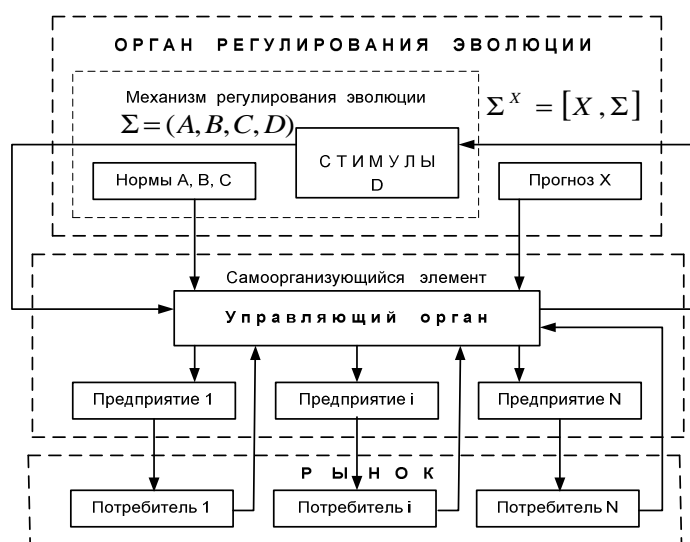 ОРГАН РЕГУЛИРОВАНИЯ ЭВОЛЮЦИИ
Механизм регулирования эволюции
Σ = (A, B, C, D)
Σ^X = [X, Σ]
СТИМУЛЫ
D
Нормы A, B, C
Прогноз X
Самоорганизующийся элемент
Управляющий орган
Предприятие 1
Предприятие i
Предприятие N
РЫНОК
Потребитель 1
Потребитель i
Потребитель N